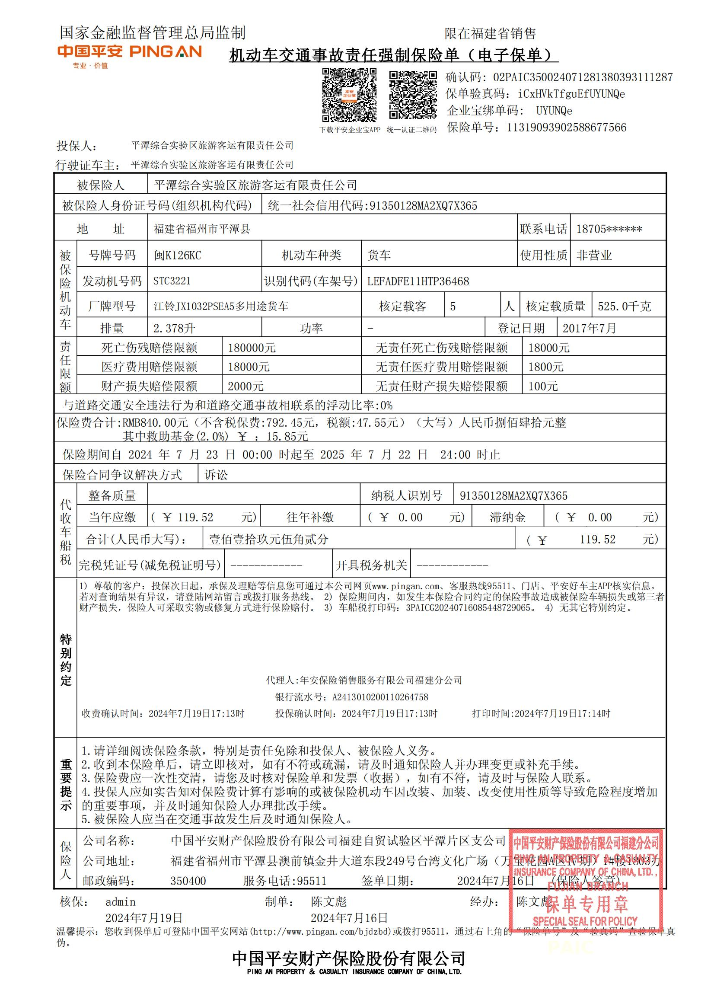 国家金融监督管理总局监制
限在福建省销售
中国平安 PINGAN
专业·价值
机动车交通事故责任强制保险单（电子保单）
平安
企业宝
下载平安企业宝APP 统一认证二维码
确认码: 02PAIC350024071281380393111287
保单验真码: iCxHVkTfguEfUYUNQe
企业宝绑单码: UYUNQe
保险单号: 11319093902588677566
投保人: 平潭综合实验区旅游客运有限责任公司
行驶证车主: 平潭综合实验区旅游客运有限责任公司
被保险人 平潭综合实验区旅游客运有限责任公司
被保险人身份证号码(组织机构代码) 统一社会信用代码:91350128MA2XQ7X365
地 址 福建省福州市平潭县 联系电话 18705******
被保险机动车
号牌号码 闽K126KC 机动车种类 货车 使用性质 非营业
发动机号码 STC3221 识别代码(车架号) LEFADFE11HTP36468
厂牌型号 江铃JX1032PSEA5多用途货车 核定载客 5 人 核定载质量 525.0千克
排量 2.378升 功率 - 登记日期 2017年7月
责任限额
死亡伤残赔偿限额 180000元 无责任死亡伤残赔偿限额 18000元
医疗费用赔偿限额 18000元 无责任医疗费用赔偿限额 1800元
财产损失赔偿限额 2000元 无责任财产损失赔偿限额 100元
与道路交通安全违法行为和道路交通事故相联系的浮动比率:0%
保险费合计:RMB840.00元（不含税保费:792.45元，税额:47.55元）（大写）人民币捌佰肆拾元整
其中救助基金(2.0%) ￥ : 15.85元
保险期间自 2024 年 7 月 23 日 00:00 时起至 2025 年 7 月 22 日 24:00 时止
保险合同争议解决方式 诉讼
代收车船税
整备质量 纳税人识别号 91350128MA2XQ7X365
当年应缴 ( ￥ 119.52 元) 往年补缴 ( ￥ 0.00 元) 滞纳金 ( ￥ 0.00 元)
合计(人民币大写): 壹佰壹拾玖元伍角贰分 ( ￥ 119.52 元)
完税凭证号(减免税证明号) ------------ 开具税务机关 ------------
特别约定
1) 尊敬的客户: 投保次日起，承保及理赔等信息您可通过本公司网页www.pingan.com、客服热线95511、门店、平安好车主APP核实信息。
若对查询结果有异议，请登陆网站留言或拨打服务热线。 2) 保险期间内，如发生本保险合同约定的保险事故造成被保险车辆损失或第三者
财产损失，保险人可采取实物或修复方式进行保险赔付。 3) 车船税打印码: 3PAICG20240716085448729065。 4) 无其它特别约定。
代理人:年安保险销售服务有限公司福建分公司
银行流水号: A2413010200110264758
收费确认时间: 2024年7月19日17:13时 投保确认时间: 2024年7月19日17:13时 打印时间:2024年7月19日17:14时
重要提示
1.请详细阅读保险条款，特别是责任免除和投保人、被保险人义务。
2.收到本保险单后，请立即核对，如有不符或疏漏，请及时通知保险人并办理变更或补充手续。
3.保险费应一次性交清，请您及时核对保险单和发票（收据），如有不符，请及时与保险人联系。
4.投保人应如实告知对保险费计算有影响的或被保险机动车因改装、加装、改变使用性质等导致危险程度增加
的重要事项，并及时通知保险人办理批改手续。
5.被保险人应当在交通事故发生后及时通知保险人。
保险人
公司名称: 中国平安财产保险股份有限公司福建自贸试验区平潭片区支公司
公司地址: 福建省福州市平潭县澳前镇金井大道东段249号台湾文化广场（万宝花园A区Ⅳ期）1#楼1803办
邮政编码: 350400 服务电话:95511 签单日期: 2024年7月16日 (保险人签章)
中国平安财产保险股份有限公司福建分公司
PING AN PROPERTY & CASUALTY
INSURANCE COMPANY OF CHINA, LTD.,
FUJIAN BRANCH
保单专用章
SPECIAL SEAL FOR POLICY
核保: admin 制单: 陈文彪 经办: 陈文彪
2024年7月19日 2024年7月16日
温馨提示: 您收到保单后可登陆中国平安网站(http://www.pingan.com/bjdzbd)或拨打95511，通过右上角的“保险单号”及“验真码”查验保单真
伪。
PAIC
中国平安财产保险股份有限公司
PING AN PROPERTY & CASUALTY INSURANCE COMPANY OF CHINA,LTD.